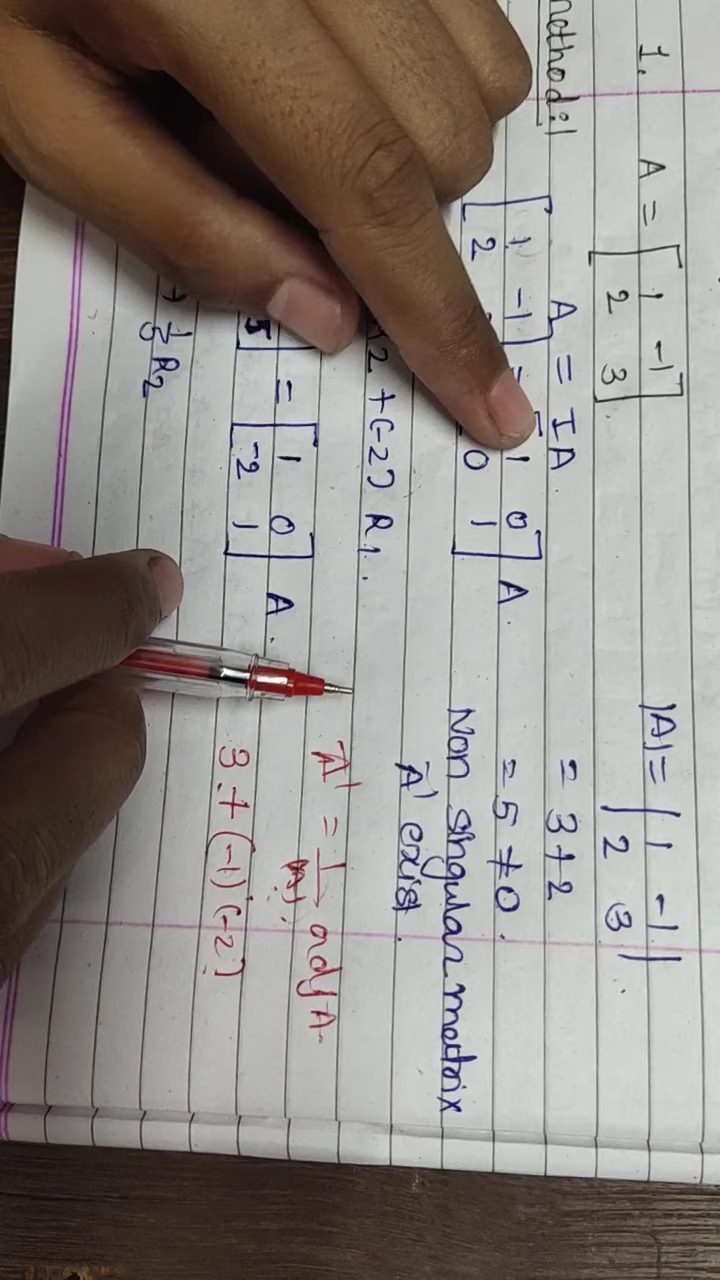 1. A = [ 1 -1
2 3 ]
|A| = | 1 -1
2 3 | .
= 3+2
= 5 ≠ 0.
Non singular matrix
A⁻¹ exist.
method:1
A = IA
[ 1 -1
2 ] = [ 1 0
0 1 ] A.
2 + (-2) R1.
5 ] = [ 1 0
-2 1 ] A.
→ 1/5 R2
A⁻¹ = 1/|A| adj A.
3 + (-1) (-2)